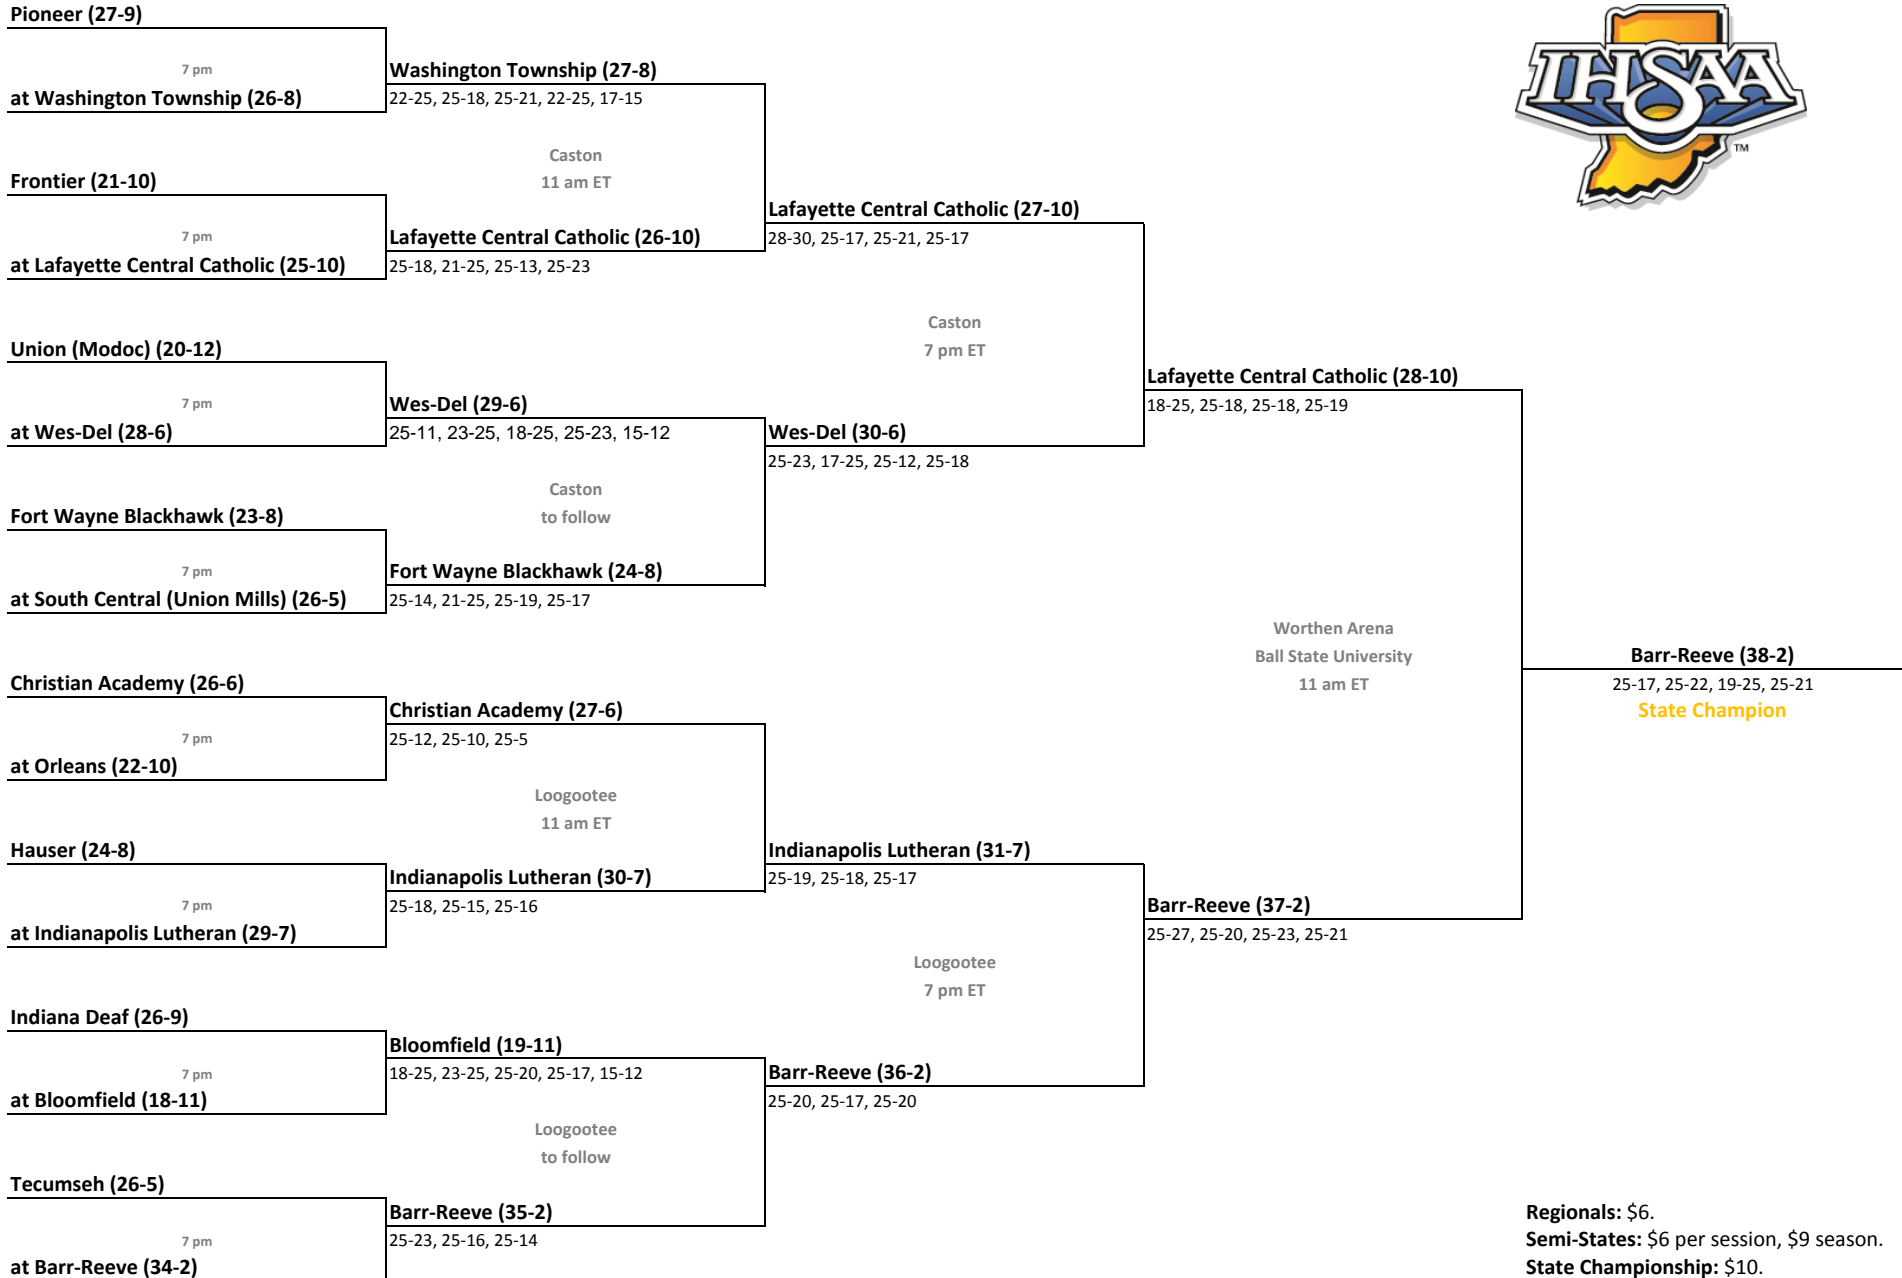 Pioneer (27-9)
7 pm
at Washington Township (26-8)
Washington Township (27-8)
22-25, 25-18, 25-21, 22-25, 17-15
Caston
11 am ET
Frontier (21-10)
7 pm
at Lafayette Central Catholic (25-10)
Lafayette Central Catholic (26-10)
25-18, 21-25, 25-13, 25-23
Lafayette Central Catholic (27-10)
28-30, 25-17, 25-21, 25-17
Caston
7 pm ET
Union (Modoc) (20-12)
7 pm
at Wes-Del (28-6)
Wes-Del (29-6)
25-11, 23-25, 18-25, 25-23, 15-12
Caston
to follow
Wes-Del (30-6)
25-23, 17-25, 25-12, 25-18
Fort Wayne Blackhawk (23-8)
7 pm
at South Central (Union Mills) (26-5)
Fort Wayne Blackhawk (24-8)
25-14, 21-25, 25-19, 25-17
Lafayette Central Catholic (28-10)
18-25, 25-18, 25-18, 25-19
Worthen Arena
Ball State University
11 am ET
Barr-Reeve (38-2)
25-17, 25-22, 19-25, 25-21
State Champion
Christian Academy (26-6)
7 pm
at Orleans (22-10)
Christian Academy (27-6)
25-12, 25-10, 25-5
Loogootee
11 am ET
Hauser (24-8)
7 pm
at Indianapolis Lutheran (29-7)
Indianapolis Lutheran (30-7)
25-18, 25-15, 25-16
Indianapolis Lutheran (31-7)
25-19, 25-18, 25-17
Loogootee
7 pm ET
Barr-Reeve (37-2)
25-27, 25-20, 25-23, 25-21
Indiana Deaf (26-9)
7 pm
at Bloomfield (18-11)
Bloomfield (19-11)
18-25, 23-25, 25-20, 25-17, 15-12
Loogootee
to follow
Barr-Reeve (36-2)
25-20, 25-17, 25-20
Tecumseh (26-5)
7 pm
at Barr-Reeve (34-2)
Barr-Reeve (35-2)
25-23, 25-16, 25-14
IHSAA
TM
Regionals: $6.
Semi-States: $6 per session, $9 season.
State Championship: $10.